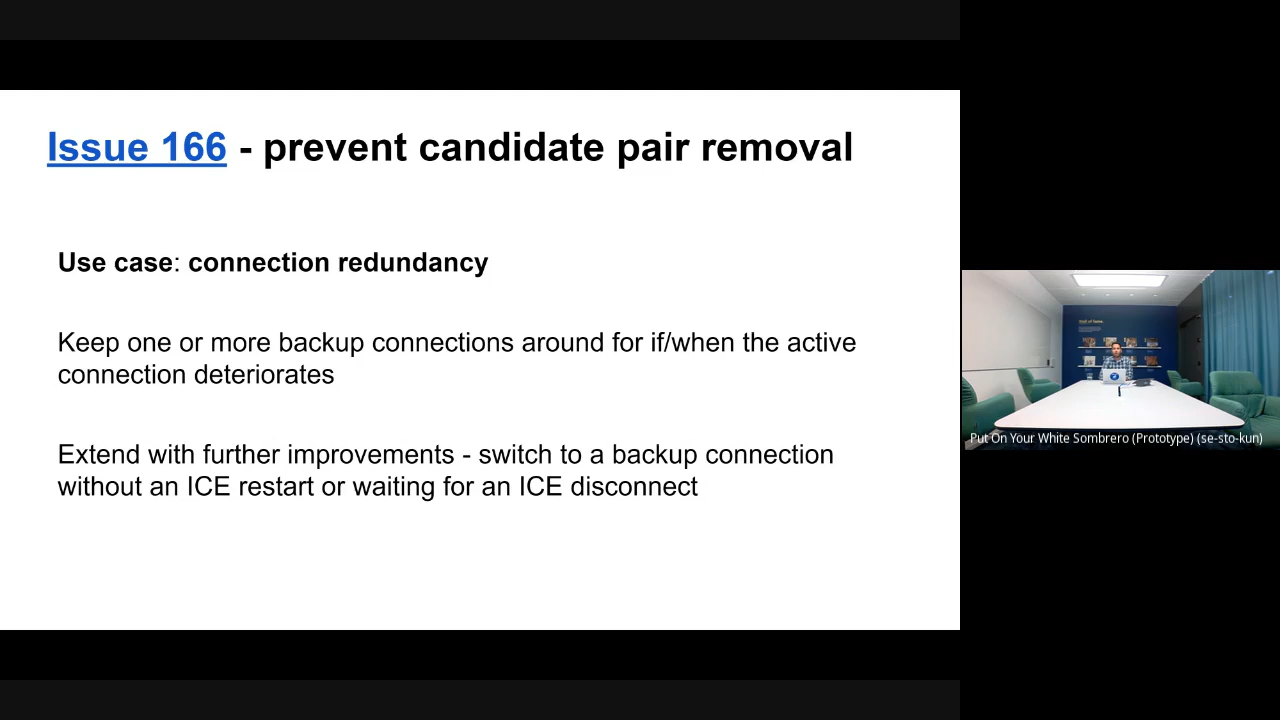 Issue 166 - prevent candidate pair removal
Use case: connection redundancy
Keep one or more backup connections around for if/when the active
connection deteriorates
Extend with further improvements - switch to a backup connection
without an ICE restart or waiting for an ICE disconnect
Put On Your White Sombrero (Prototype) (se-sto-kun)